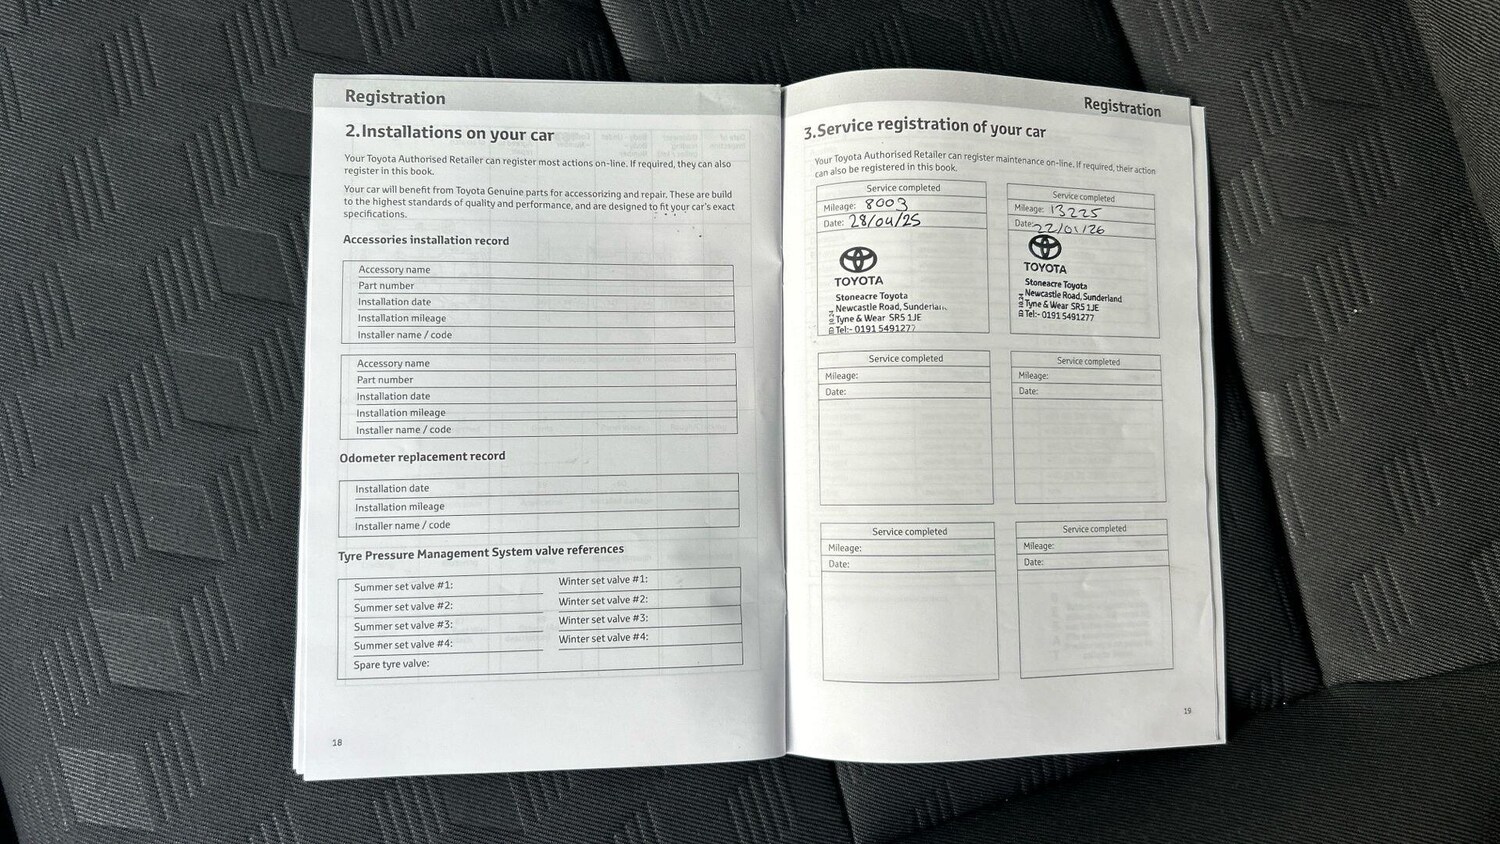 Registration
2.Installations on your car
Your Toyota Authorised Retailer can register most actions on-line. If required, they can also
register in this book.
Your car will benefit from Toyota Genuine parts for accessorizing and repair. These are build
to the highest standards of quality and performance, and are designed to fit your car's exact
specifications.
Accessories installation record
Accessory name
Part number
Installation date
Installation mileage
Installer name / code
Accessory name
Part number
Installation date
Installation mileage
Installer name / code
Odometer replacement record
Installation date
Installation mileage
Installer name / code
Tyre Pressure Management System valve references
Summer set valve #1:
Summer set valve #2:
Summer set valve #3:
Summer set valve #4:
Spare tyre valve:
Winter set valve #1:
Winter set valve #2:
Winter set valve #3:
Winter set valve #4:
18
Registration
3.Service registration of your car
Your Toyota Authorised Retailer can register maintenance on-line. If required, their action
can also be registered in this book.
Service completed
Mileage: 8003
Date: 28/04/25
TOYOTA
Stoneacre Toyota
Newcastle Road, Sunderland
Tyne & Wear SR5 1JE
Tel:- 0191 5491277
Service completed
Mileage: 13225
Date: 22/01/26
TOYOTA
Stoneacre Toyota
Newcastle Road, Sunderland
Tyne & Wear SR5 1JE
Tel:- 0191 5491277
Service completed
Mileage:
Date:
Service completed
Mileage:
Date:
Service completed
Mileage:
Date:
Service completed
Mileage:
Date:
19